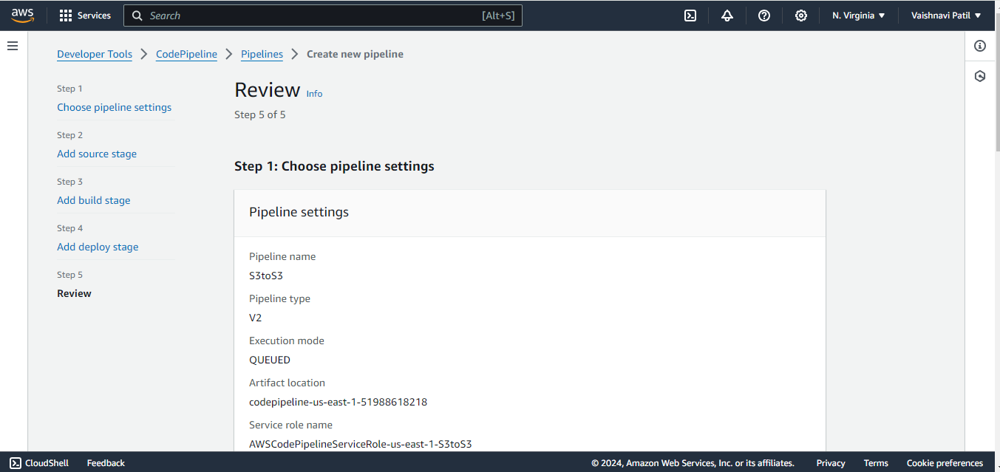 aws Services Search [Alt+S] N. Virginia Vaishnavi Patil
Developer Tools CodePipeline Pipelines Create new pipeline
Step 1
Choose pipeline settings
Step 2
Add source stage
Step 3
Add build stage
Step 4
Add deploy stage
Step 5
Review
Review Info
Step 5 of 5
Step 1: Choose pipeline settings
Pipeline settings
Pipeline name
S3toS3
Pipeline type
V2
Execution mode
QUEUED
Artifact location
codepipeline-us-east-1-51988618218
Service role name
AWSCodePipelineServiceRole-us-east-1-S3toS3
CloudShell Feedback © 2024, Amazon Web Services, Inc. or its affiliates. Privacy Terms Cookie preferences